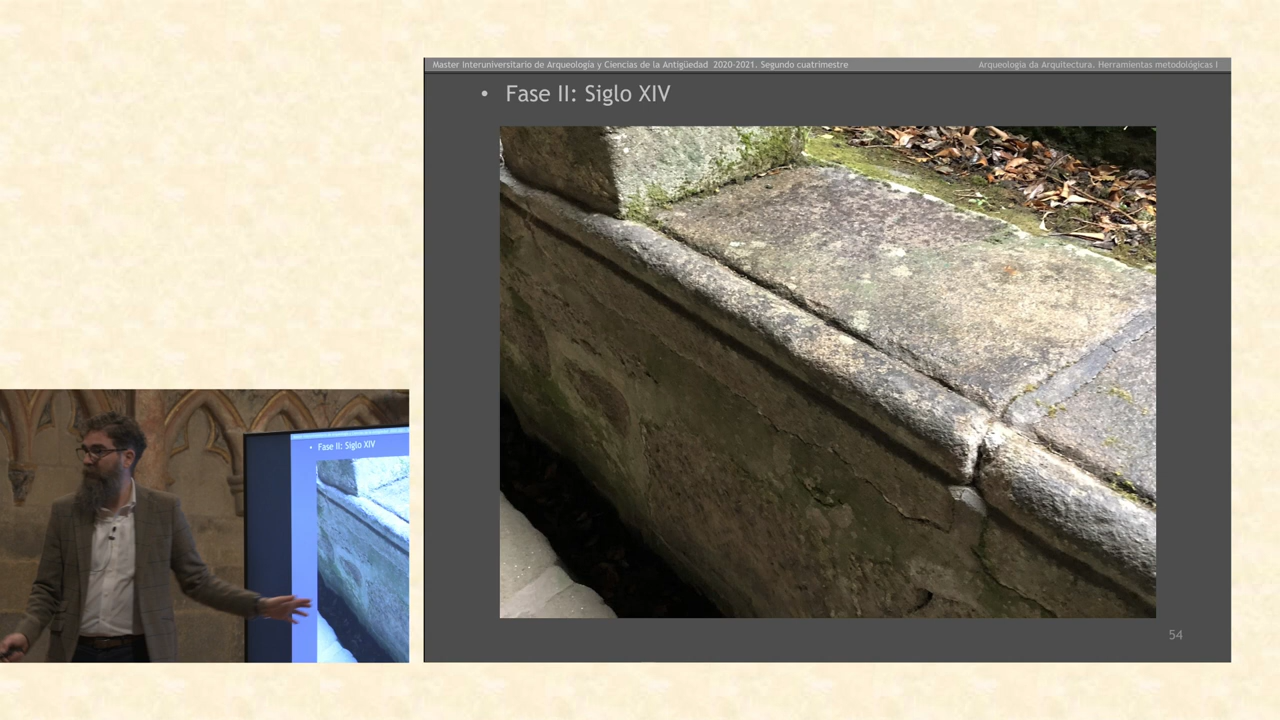 Master Interuniversitario de Arqueología y Ciencias de la Antigüedad 2020-2021. Segundo cuatrimestre
Arqueología da Arquitectura. Herramientas metodológicas I
• Fase II: Siglo XIV
• Fase II: Siglo XIV
54